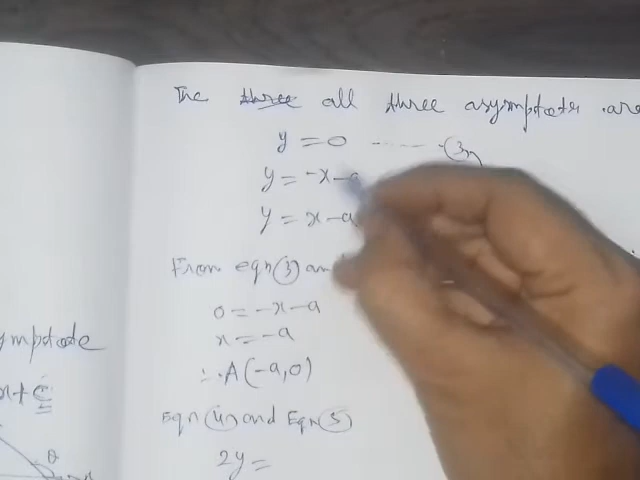 The three all three asymptotes are
y = 0 ------ (3)
y = -x-a
y = x-a
From eqn (3) an
0 = -x-a
x = -a
∴ A(-a,0)
Eqn (4) and Eqn (5)
2y =
ymptote
x+c
θ